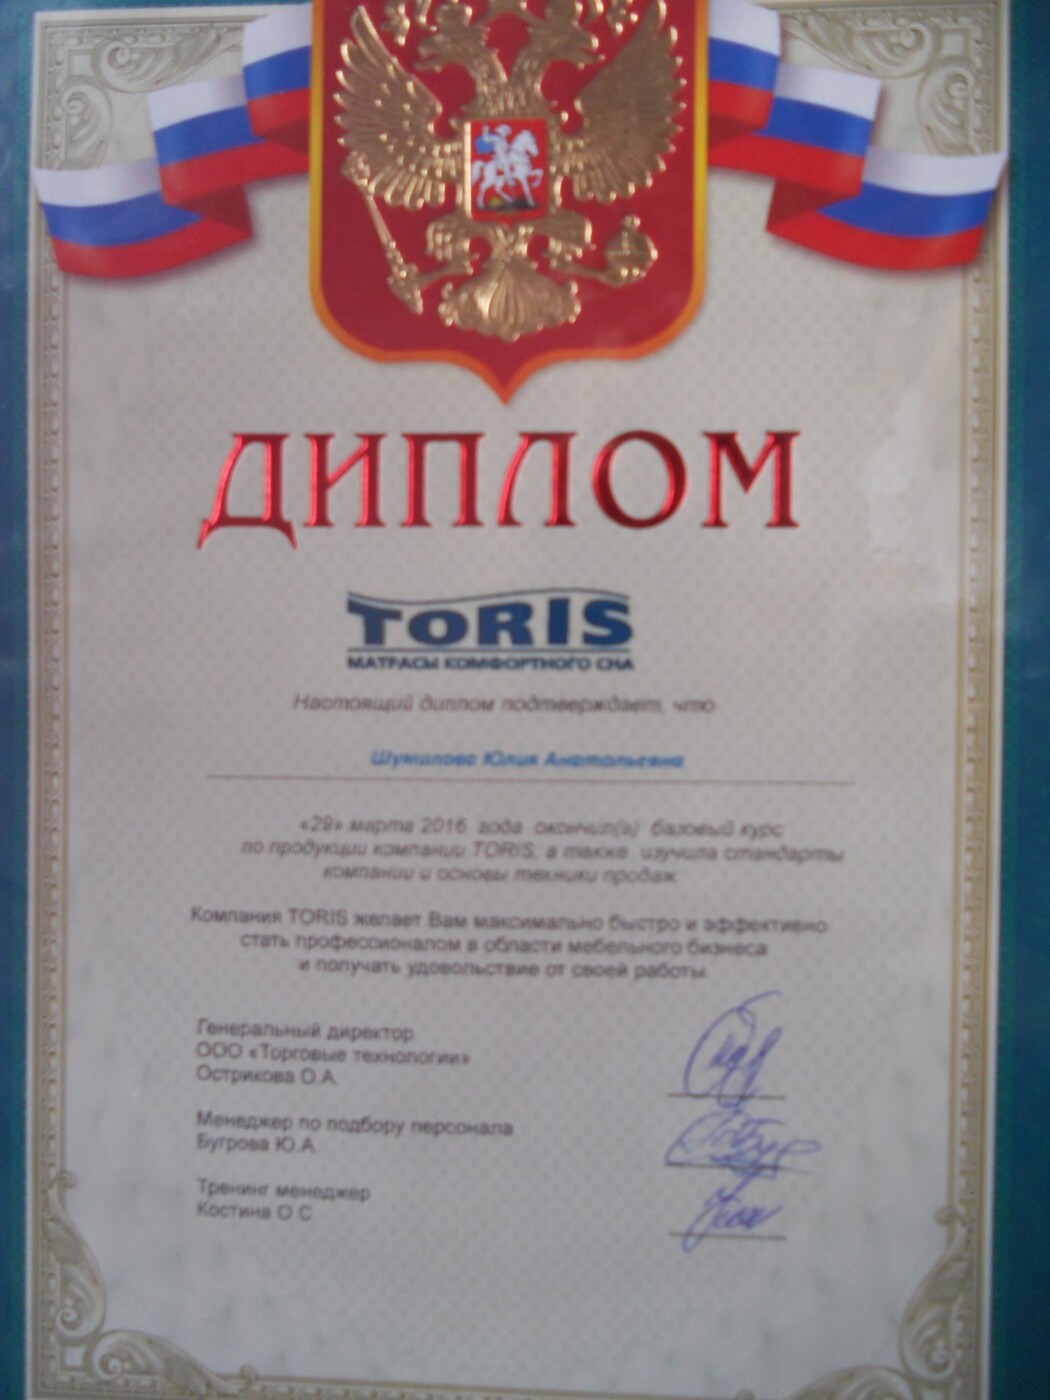 ДИПЛОМ
TORIS
МАТРАСЫ КОМФОРТНОГО СНА
Настоящий диплом подтверждает, что
Шумилова Юлия Анатольевна
«29» марта 2016 года окончил(а) базовый курс
по продукции компании TORIS, а также изучила стандарты
компании и основы техники продаж.
Компания TORIS желает Вам максимально быстро и эффективно
стать профессионалом в области мебельного бизнеса
и получать удовольствие от своей работы.
Генеральный директор
ООО «Торговые технологии»
Острикова О.А.
Менеджер по подбору персонала
Бугрова Ю.А.
Тренинг менеджер
Костина О.С.